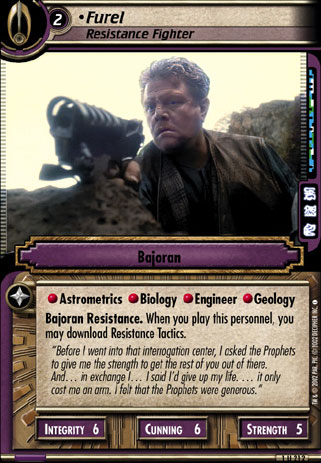 2
•Furel
Resistance Fighter
Bajoran
Astrometrics Biology Engineer Geology
Bajoran Resistance. When you play this personnel, you
may download Resistance Tactics.
“Before I went into that interrogation center, I asked the Prophets
to give me the strength to get the rest of you out of there.
And… in exchange I… I said I'd give up my life. … it only
cost me an arm. I felt that the Prophets were generous.”
INTEGRITY 6 CUNNING 6 STRENGTH 5